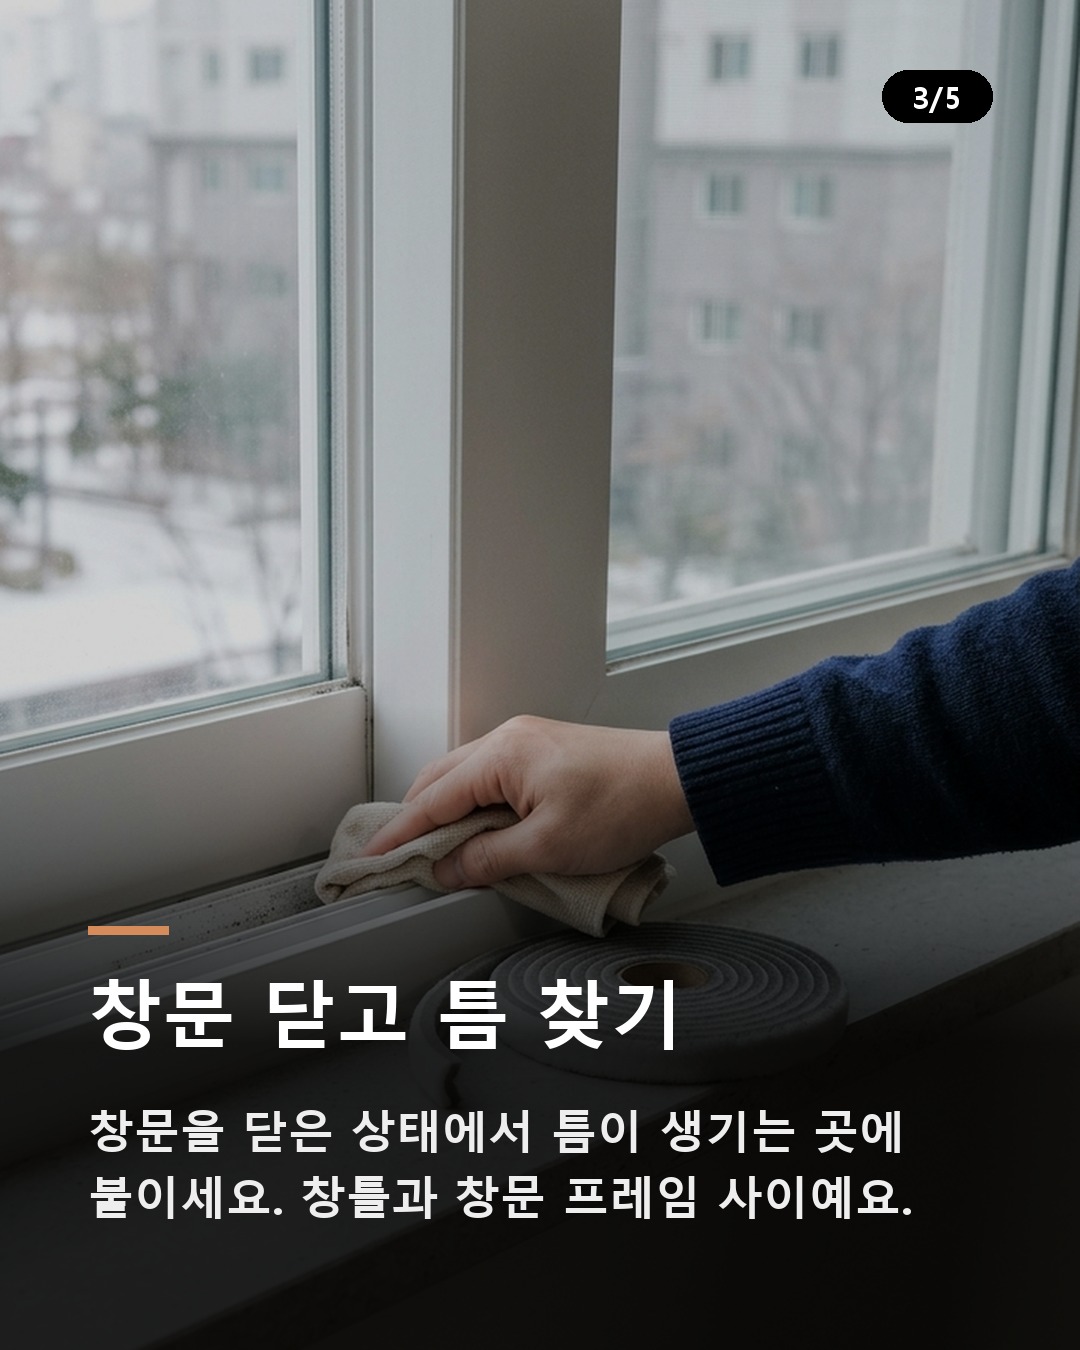 3/5
창문 닫고 틈 찾기
창문을 닫은 상태에서 틈이 생기는 곳에
붙이세요. 창틀과 창문 프레임 사이예요.